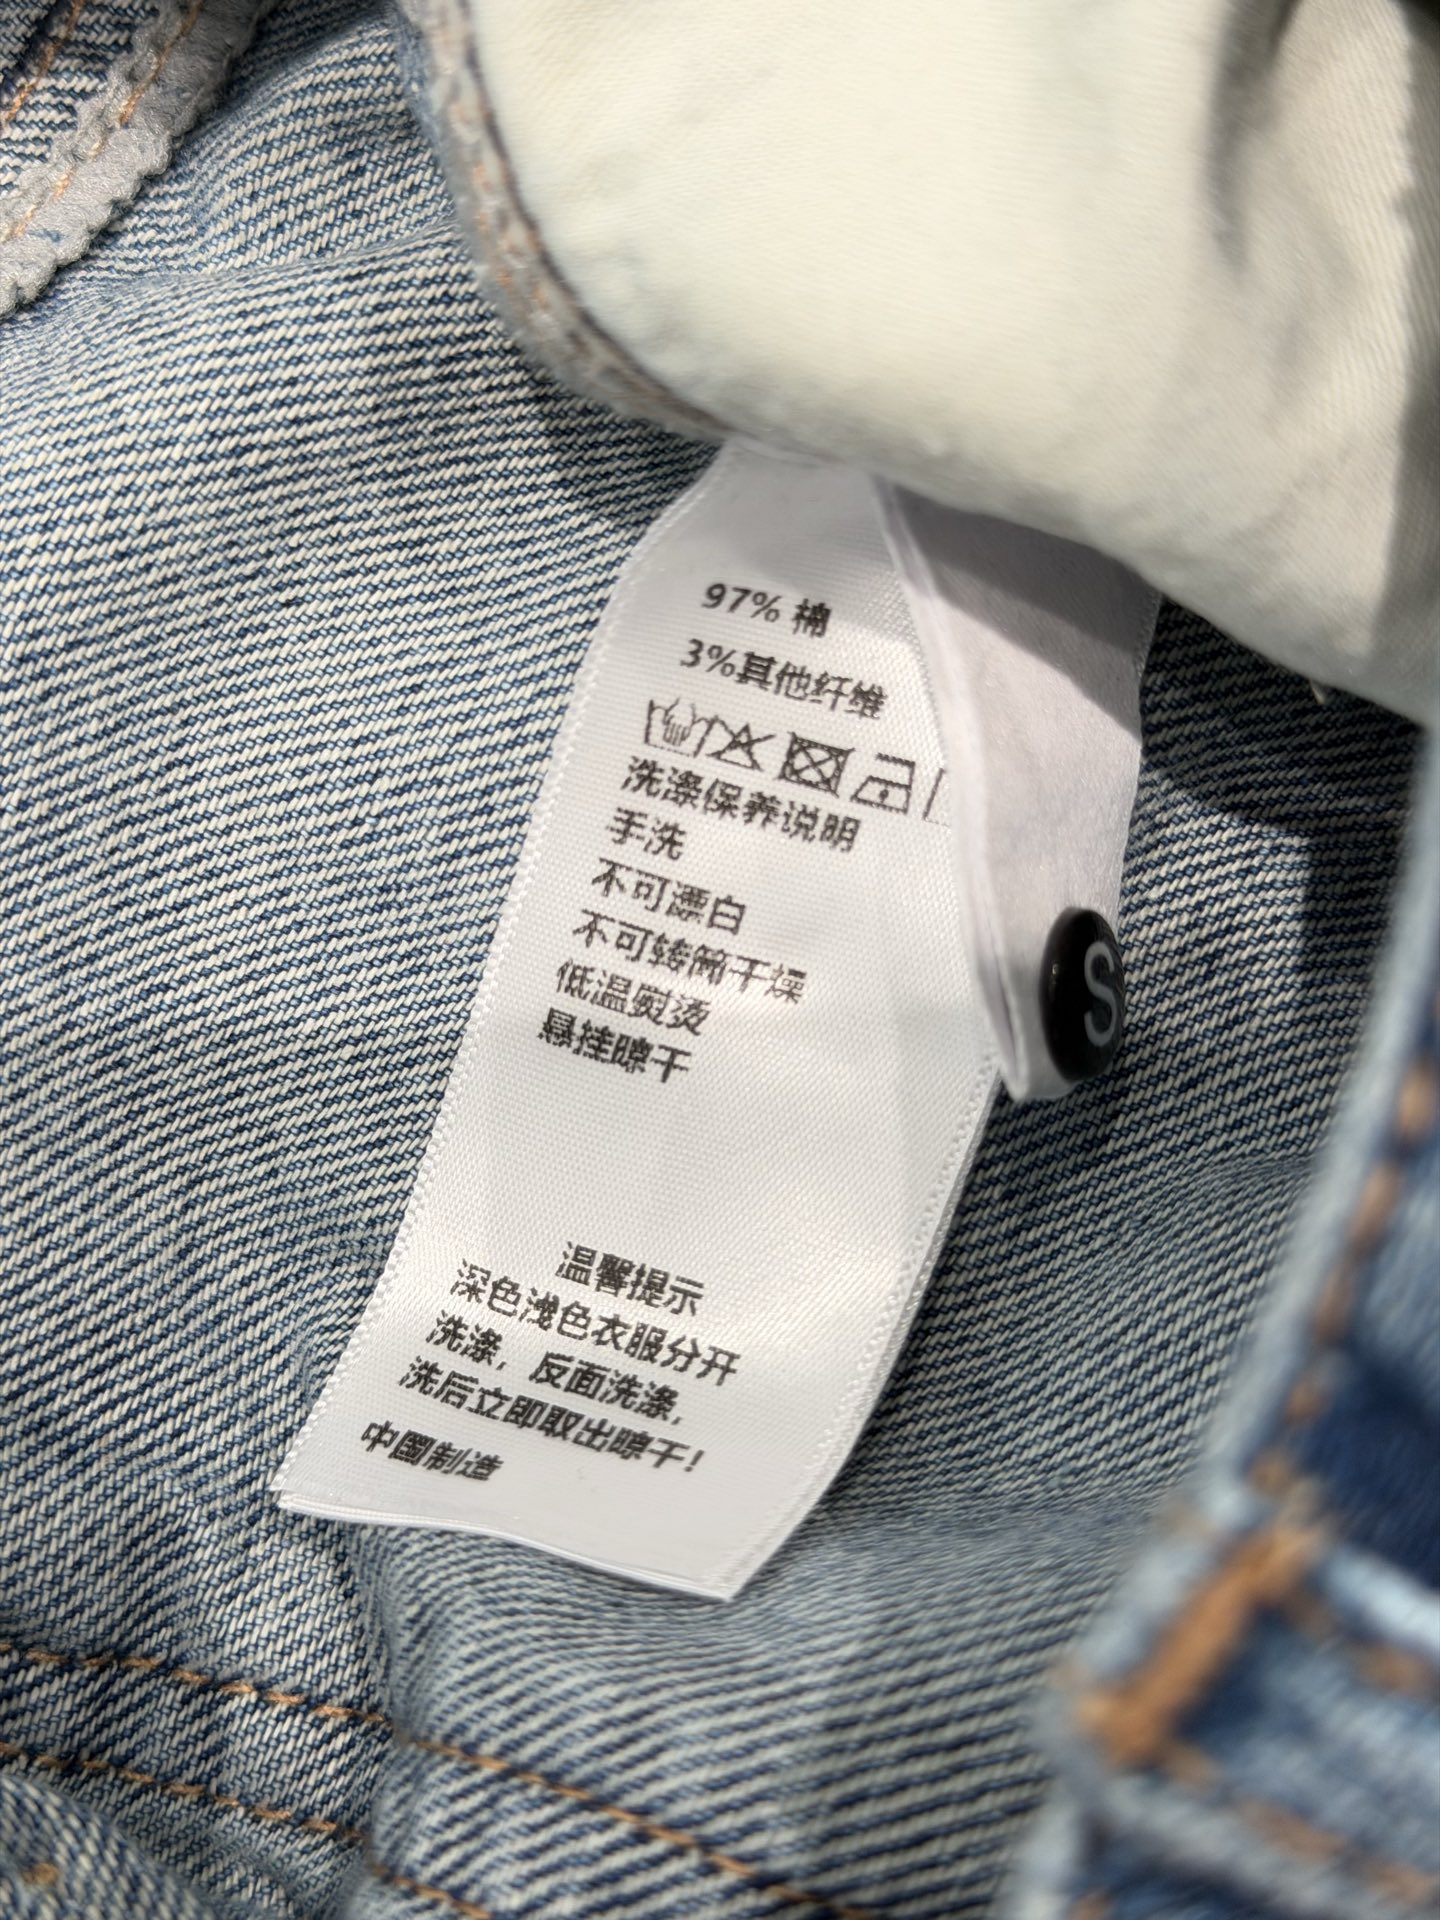 97% 棉
3%其他纤维
洗涤保养说明
手洗
不可漂白
不可转筒干燥
低温熨烫
悬挂晾干
S
温馨提示
深色浅色衣服分开
洗涤，反面洗涤，
洗后立即取出晾干！
中国制造